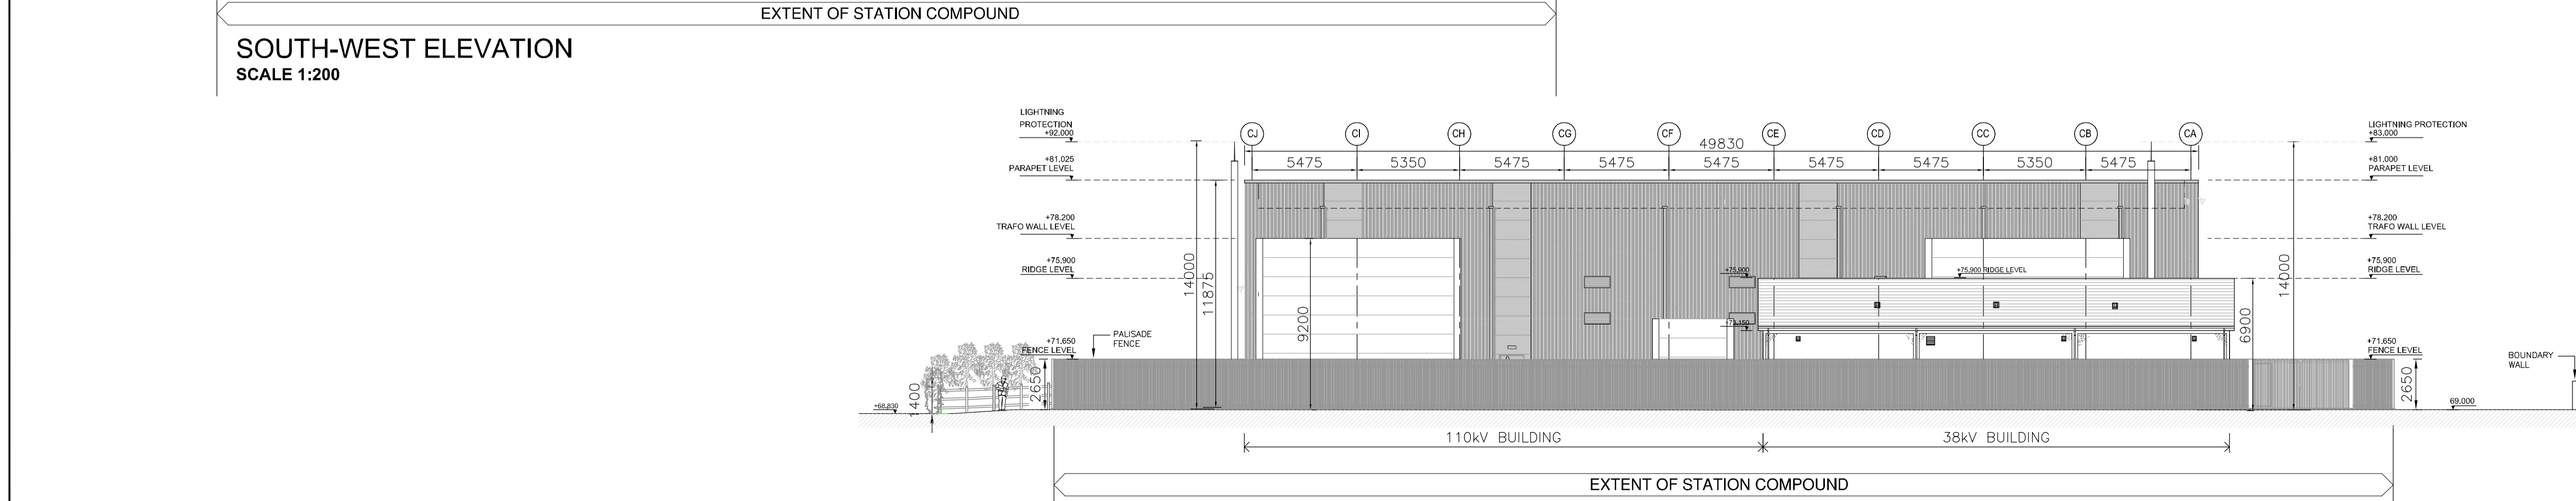 EXTENT OF STATION COMPOUND
SOUTH-WEST ELEVATION
SCALE 1:200
LIGHTNING
PROTECTION
+92.000
+81.025
PARAPET LEVEL
+78.200
TRAFO WALL LEVEL
+75,900
RIDGE LEVEL
PALISADE
FENCE
+71.650
FENCE LEVEL
+68,830
1400
2650
14000
11875
9200
CJ CI CH CG CF CE CD CC CB CA
49830
5475 5350 5475 5475 5475 5475 5475 5350 5475
+75,900
+75,900 RIDGE LEVEL
6900
14000
LIGHTNING PROTECTION
+83.000
+81.000
PARAPET LEVEL
+78.200
TRAFO WALL LEVEL
+75,900
RIDGE LEVEL
+71.650
FENCE LEVEL
2650
69.000
BOUNDARY
WALL
110kV BUILDING
38kV BUILDING
EXTENT OF STATION COMPOUND